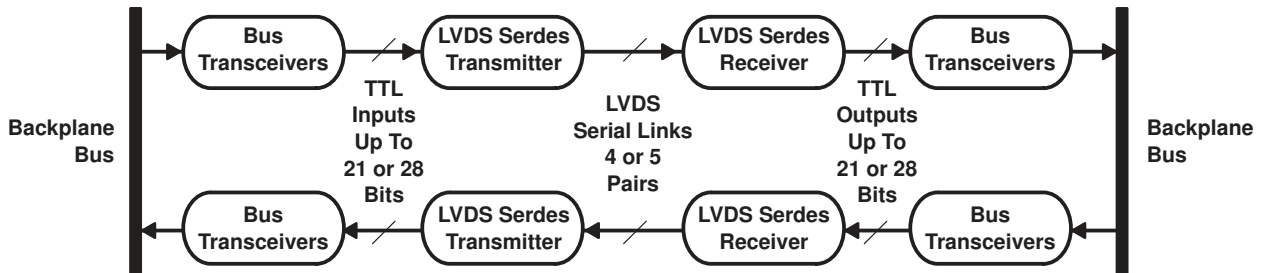 Bus
Transceivers
LVDS Serdes
Transmitter
LVDS Serdes
Receiver
Bus
Transceivers
Backplane
Bus
TTL
Inputs
Up To
21 or 28
Bits
LVDS
Serial Links
4 or 5
Pairs
TTL
Outputs
Up To
21 or 28
Bits
Backplane
Bus
Bus
Transceivers
LVDS Serdes
Transmitter
LVDS Serdes
Receiver
Bus
Transceivers